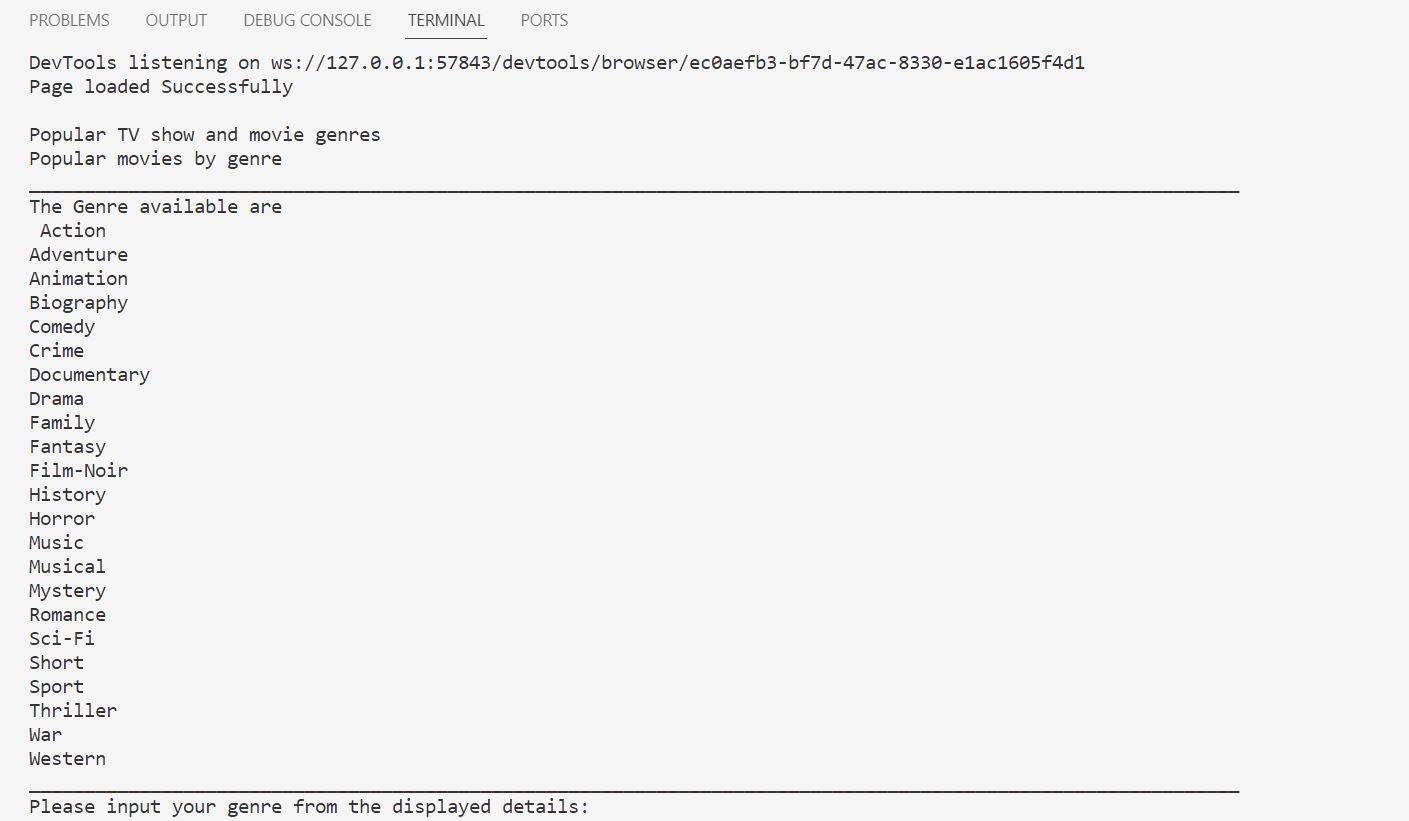 PROBLEMS OUTPUT DEBUG CONSOLE TERMINAL PORTS
DevTools listening on ws://127.0.0.1:57843/devtools/browser/ec0aefb3-bf7d-47ac-8330-e1ac1605f4d1
Page loaded Successfully
Popular TV show and movie genres
Popular movies by genre
The Genre available are
Action
Adventure
Animation
Biography
Comedy
Crime
Documentary
Drama
Family
Fantasy
Film-Noir
History
Horror
Music
Musical
Mystery
Romance
Sci-Fi
Short
Sport
Thriller
War
Western
Please input your genre from the displayed details: